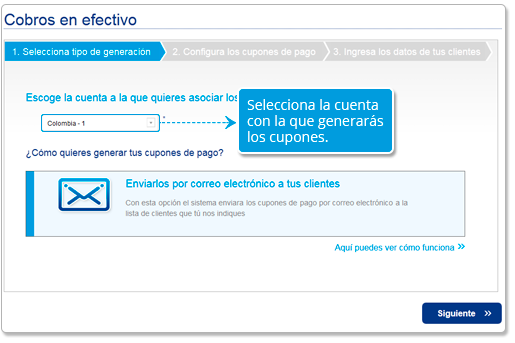 Cobros en efectivo
1. Selecciona tipo de generación
2. Configura los cupones de pago
3. Ingresa los datos de tus clientes
Escoge la cuenta a la que quieres asociar los
Colombia - 1
*
Selecciona la cuenta
con la que generarás
los cupones.
¿Cómo quieres generar tus cupones de pago?
Enviarlos por correo electrónico a tus clientes
Con esta opción el sistema enviara los cupones de pago por correo electrónico a la
lista de clientes que tú nos indiques
Aquí puedes ver cómo funciona »
Siguiente »